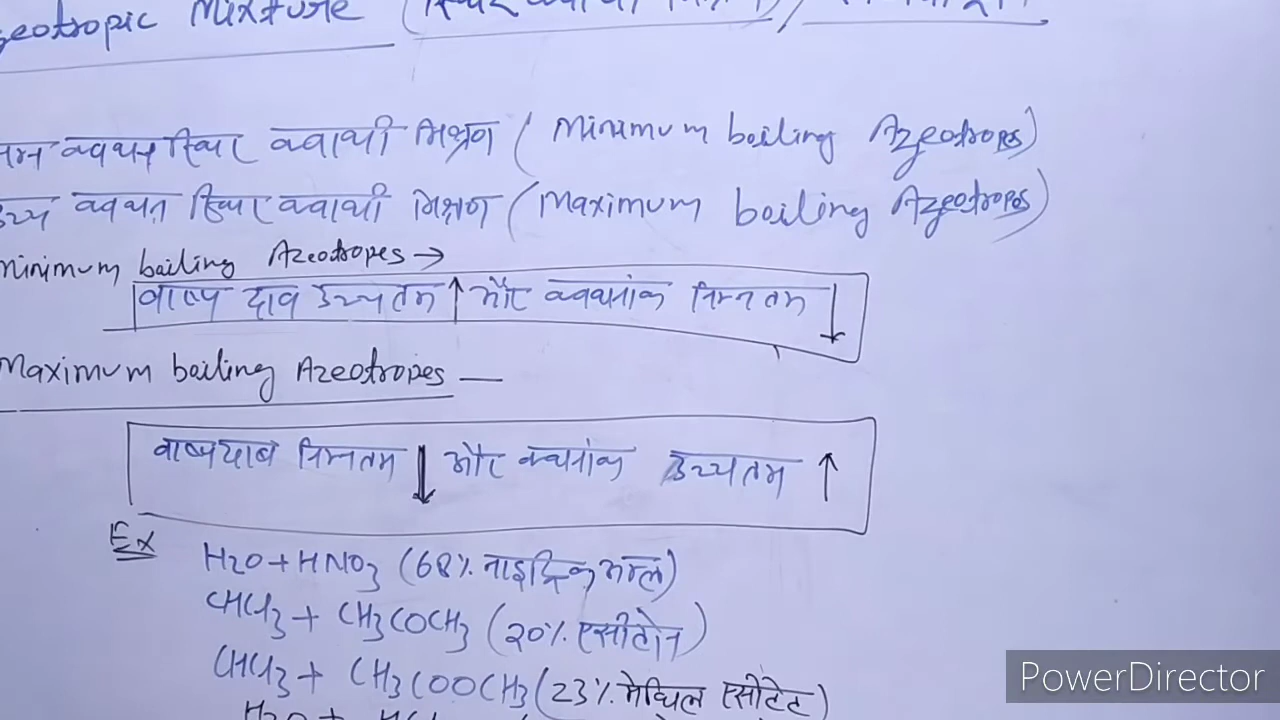 eotropic Mixture
न्म क्वथन स्थिर क्वाथी मिश्रण ( Minimum boiling Azeotropes)
उच्च क्वथन स्थिर क्वाथी मिश्रण (Maximum boiling Azeotropes)
Minimum boiling Azeotropes →
वाष्प दाव उच्चतम ↑ और क्वथनांक निम्नतम ↓
Maximum boiling Azeotropes —
वाष्पदाब निम्नतम ↓ और क्वथनांक उच्चतम ↑
Ex
H2O+HNO3 (68% नाइट्रिक अम्ल)
CHCl3 + CH3COCH3 (20% एसीटोन)
CHCl3 + CH3COOCH3 (23% मेथिल एसीटेट)
H2O +
PowerDirector